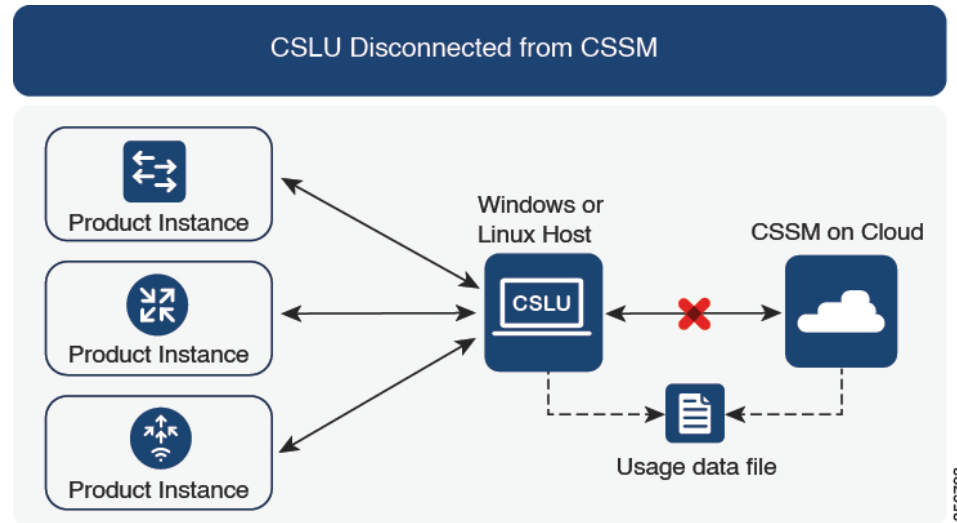 CSLU Disconnected from CSSM
Product Instance
Product Instance
Product Instance
Windows or
Linux Host
CSLU
CSSM on Cloud
Usage data file